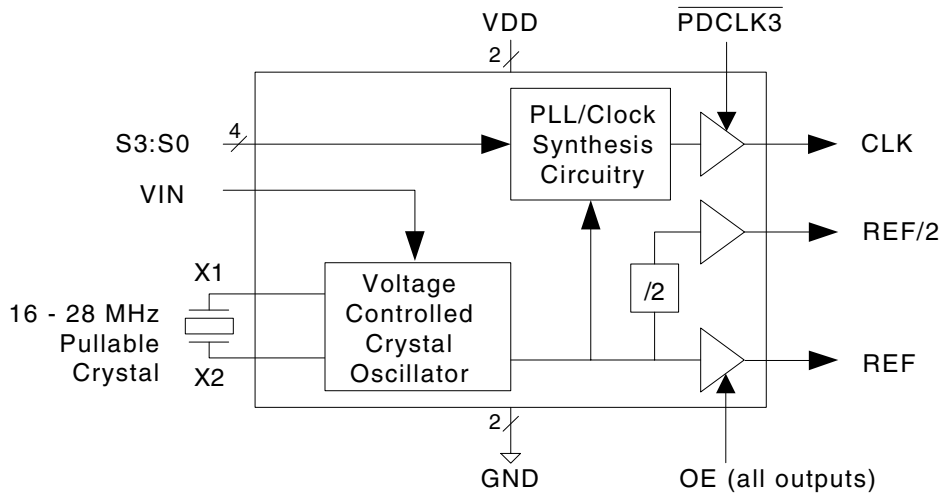 VDD
PDCLK3
2
PLL/Clock
Synthesis
Circuitry
S3:S0
4
CLK
VIN
REF/2
X1
Voltage
Controlled
Crystal
Oscillator
/2
16 - 28 MHz
Pullable
Crystal
X2
REF
2
GND
OE (all outputs)